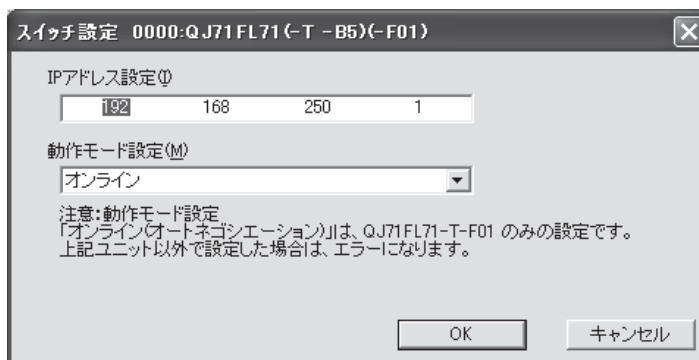 スイッチ設定 0000:QJ71FL71(-T -B5)(-F01)
IPアドレス設定(I)
192 168 250 1
動作モード設定(M)
オンライン
注意:動作モード設定
「オンライン(オートネゴシエーション)」は、QJ71FL71-T-F01 のみの設定です。
上記ユニット以外で設定した場合は、エラーになります。
OK キャンセル